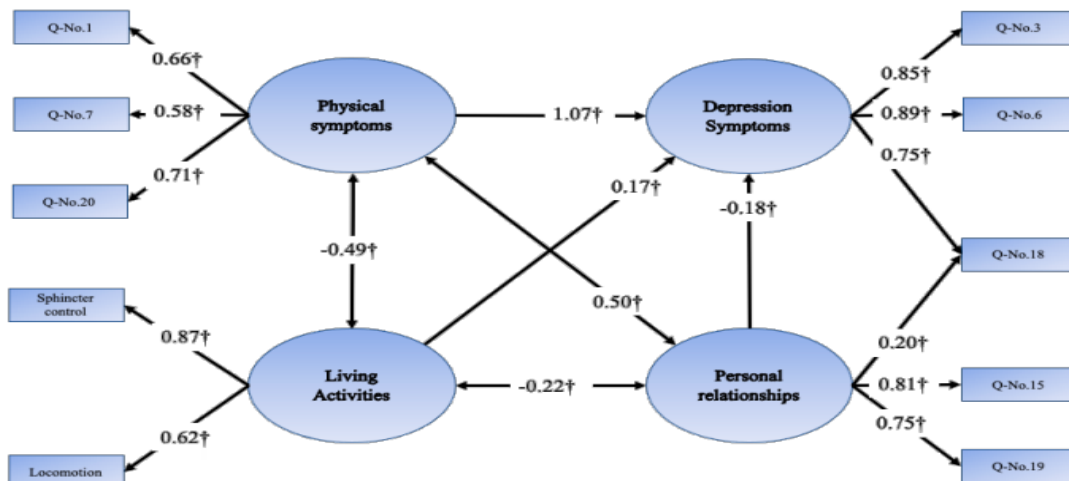 Q-No.1
Q-No.3
0.66†
0.85†
Physical
symptoms
Depression
Symptoms
Q-No.7
0.58†
1.07†
0.89†
Q-No.6
0.71†
0.75†
0.17†
Q-No.20
-0.18†
-0.49†
Q-No.18
Sphincter
control
0.50†
0.87†
0.20†
Living
Activities
-0.22†
Personal
relationships
0.81†
Q-No.15
0.62†
0.75†
Locomotion
Q-No.19